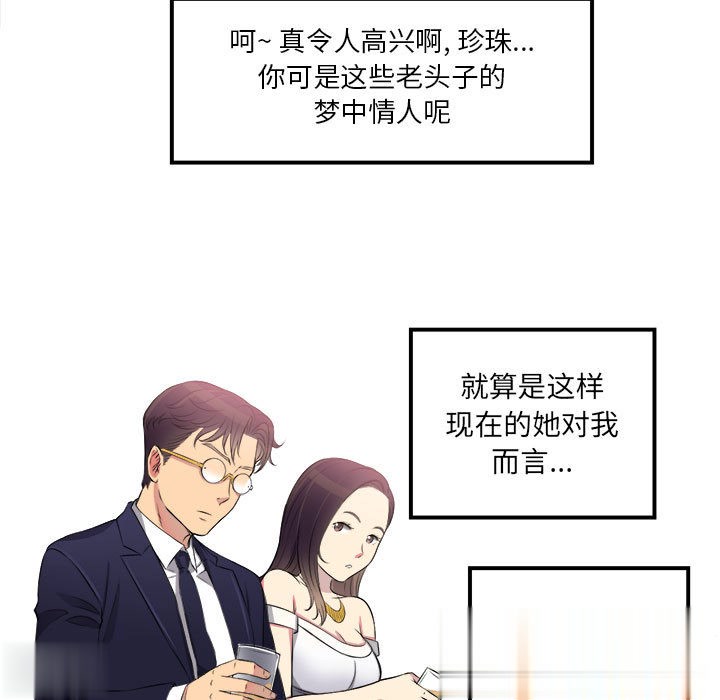 呵~ 真令人高兴啊, 珍珠...
你可是这些老头子的
梦中情人呢
就算是这样
现在的她对我
而言...